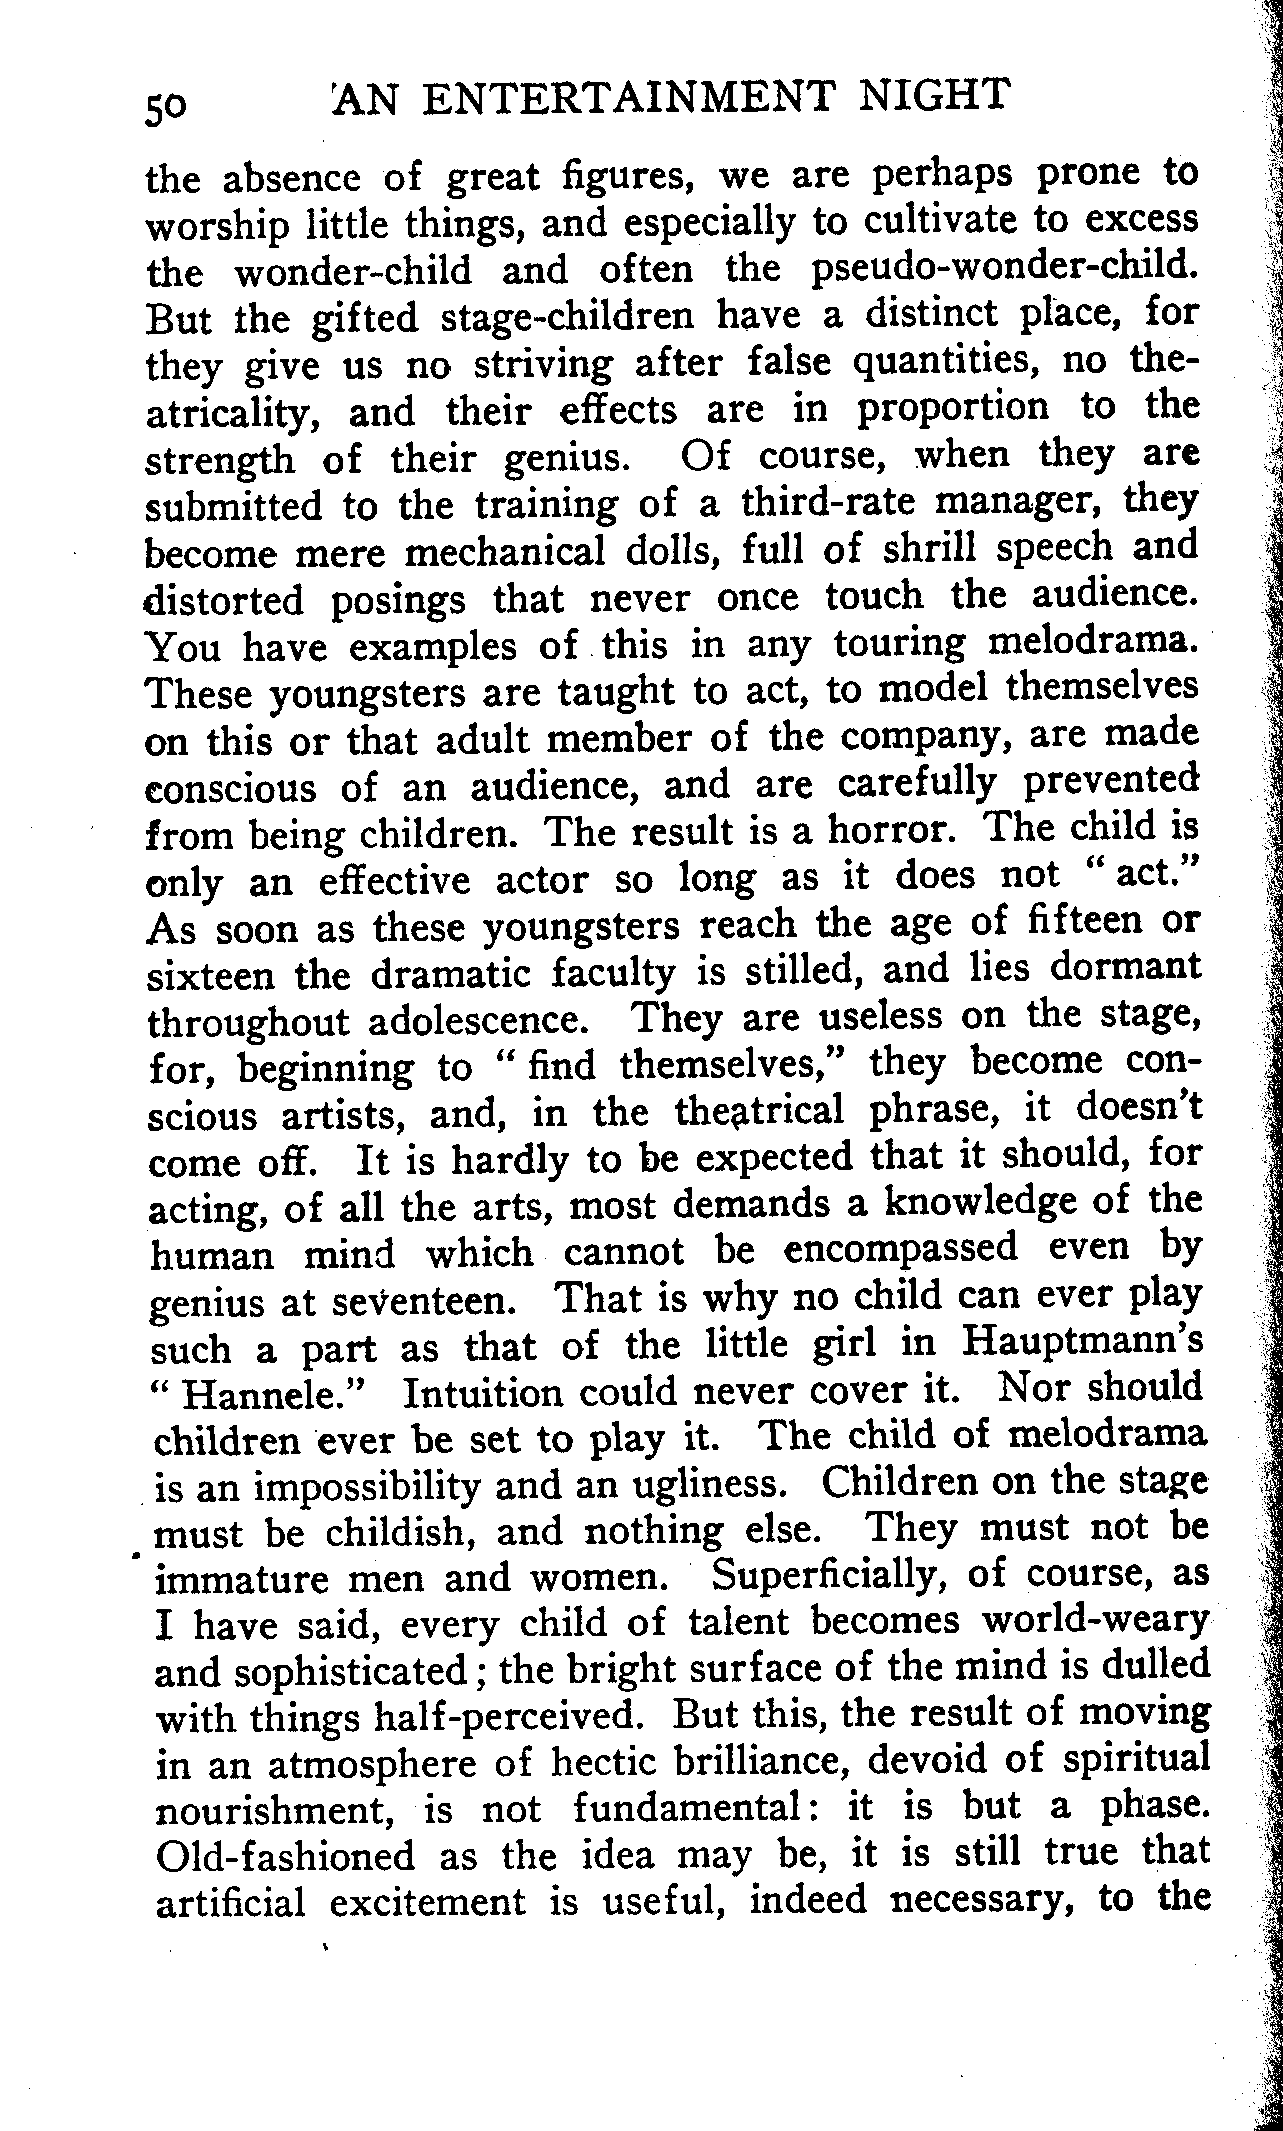 50 AN ENTERTAINMENT NIGHT
the absence of great figures, we are perhaps prone to
worship little things, and especially to cultivate to excess
the wonder-child and often the pseudo-wonder-child.
But the gifted stage-children have a distinct place, for
they give us no striving after false quantities, no the-
atricality, and their effects are in proportion to the
strength of their genius. Of course, when they are
submitted to the training of a third-rate manager, they
become mere mechanical dolls, full of shrill speech and
distorted posings that never once touch the audience.
You have examples of this in any touring melodrama.
These youngsters are taught to act, to model themselves
on this or that adult member of the company, are made
conscious of an audience, and are carefully prevented
from being children. The result is a horror. The child is
only an effective actor so long as it does not “ act.”
As soon as these youngsters reach the age of fifteen or
sixteen the dramatic faculty is stilled, and lies dormant
throughout adolescence. They are useless on the stage,
for, beginning to “ find themselves,” they become con-
scious artists, and, in the theatrical phrase, it doesn't
come off. It is hardly to be expected that it should, for
acting, of all the arts, most demands a knowledge of the
human mind which cannot be encompassed even by
genius at seventeen. That is why no child can ever play
such a part as that of the little girl in Hauptmann's
“ Hannele.” Intuition could never cover it. Nor should
children ever be set to play it. The child of melodrama
is an impossibility and an ugliness. Children on the stage
must be childish, and nothing else. They must not be
immature men and women. Superficially, of course, as
I have said, every child of talent becomes world-weary
and sophisticated ; the bright surface of the mind is dulled
with things half-perceived. But this, the result of moving
in an atmosphere of hectic brilliance, devoid of spiritual
nourishment, is not fundamental : it is but a phase.
Old-fashioned as the idea may be, it is still true that
artificial excitement is useful, indeed necessary, to the